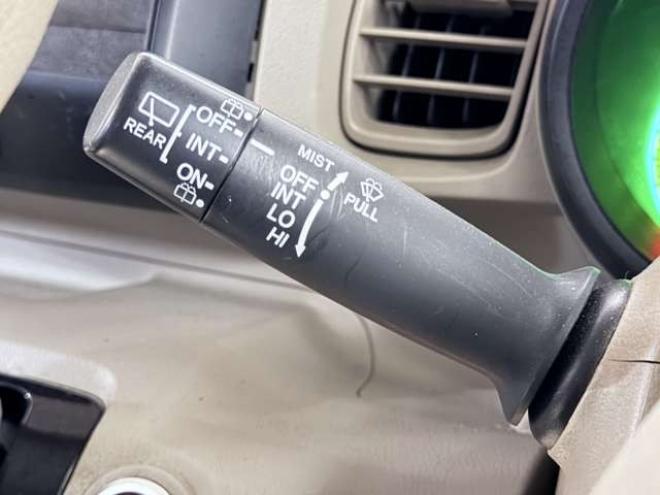 REAR
OFF
INT
ON
MIST
OFF
INT
LO
HI
PULL